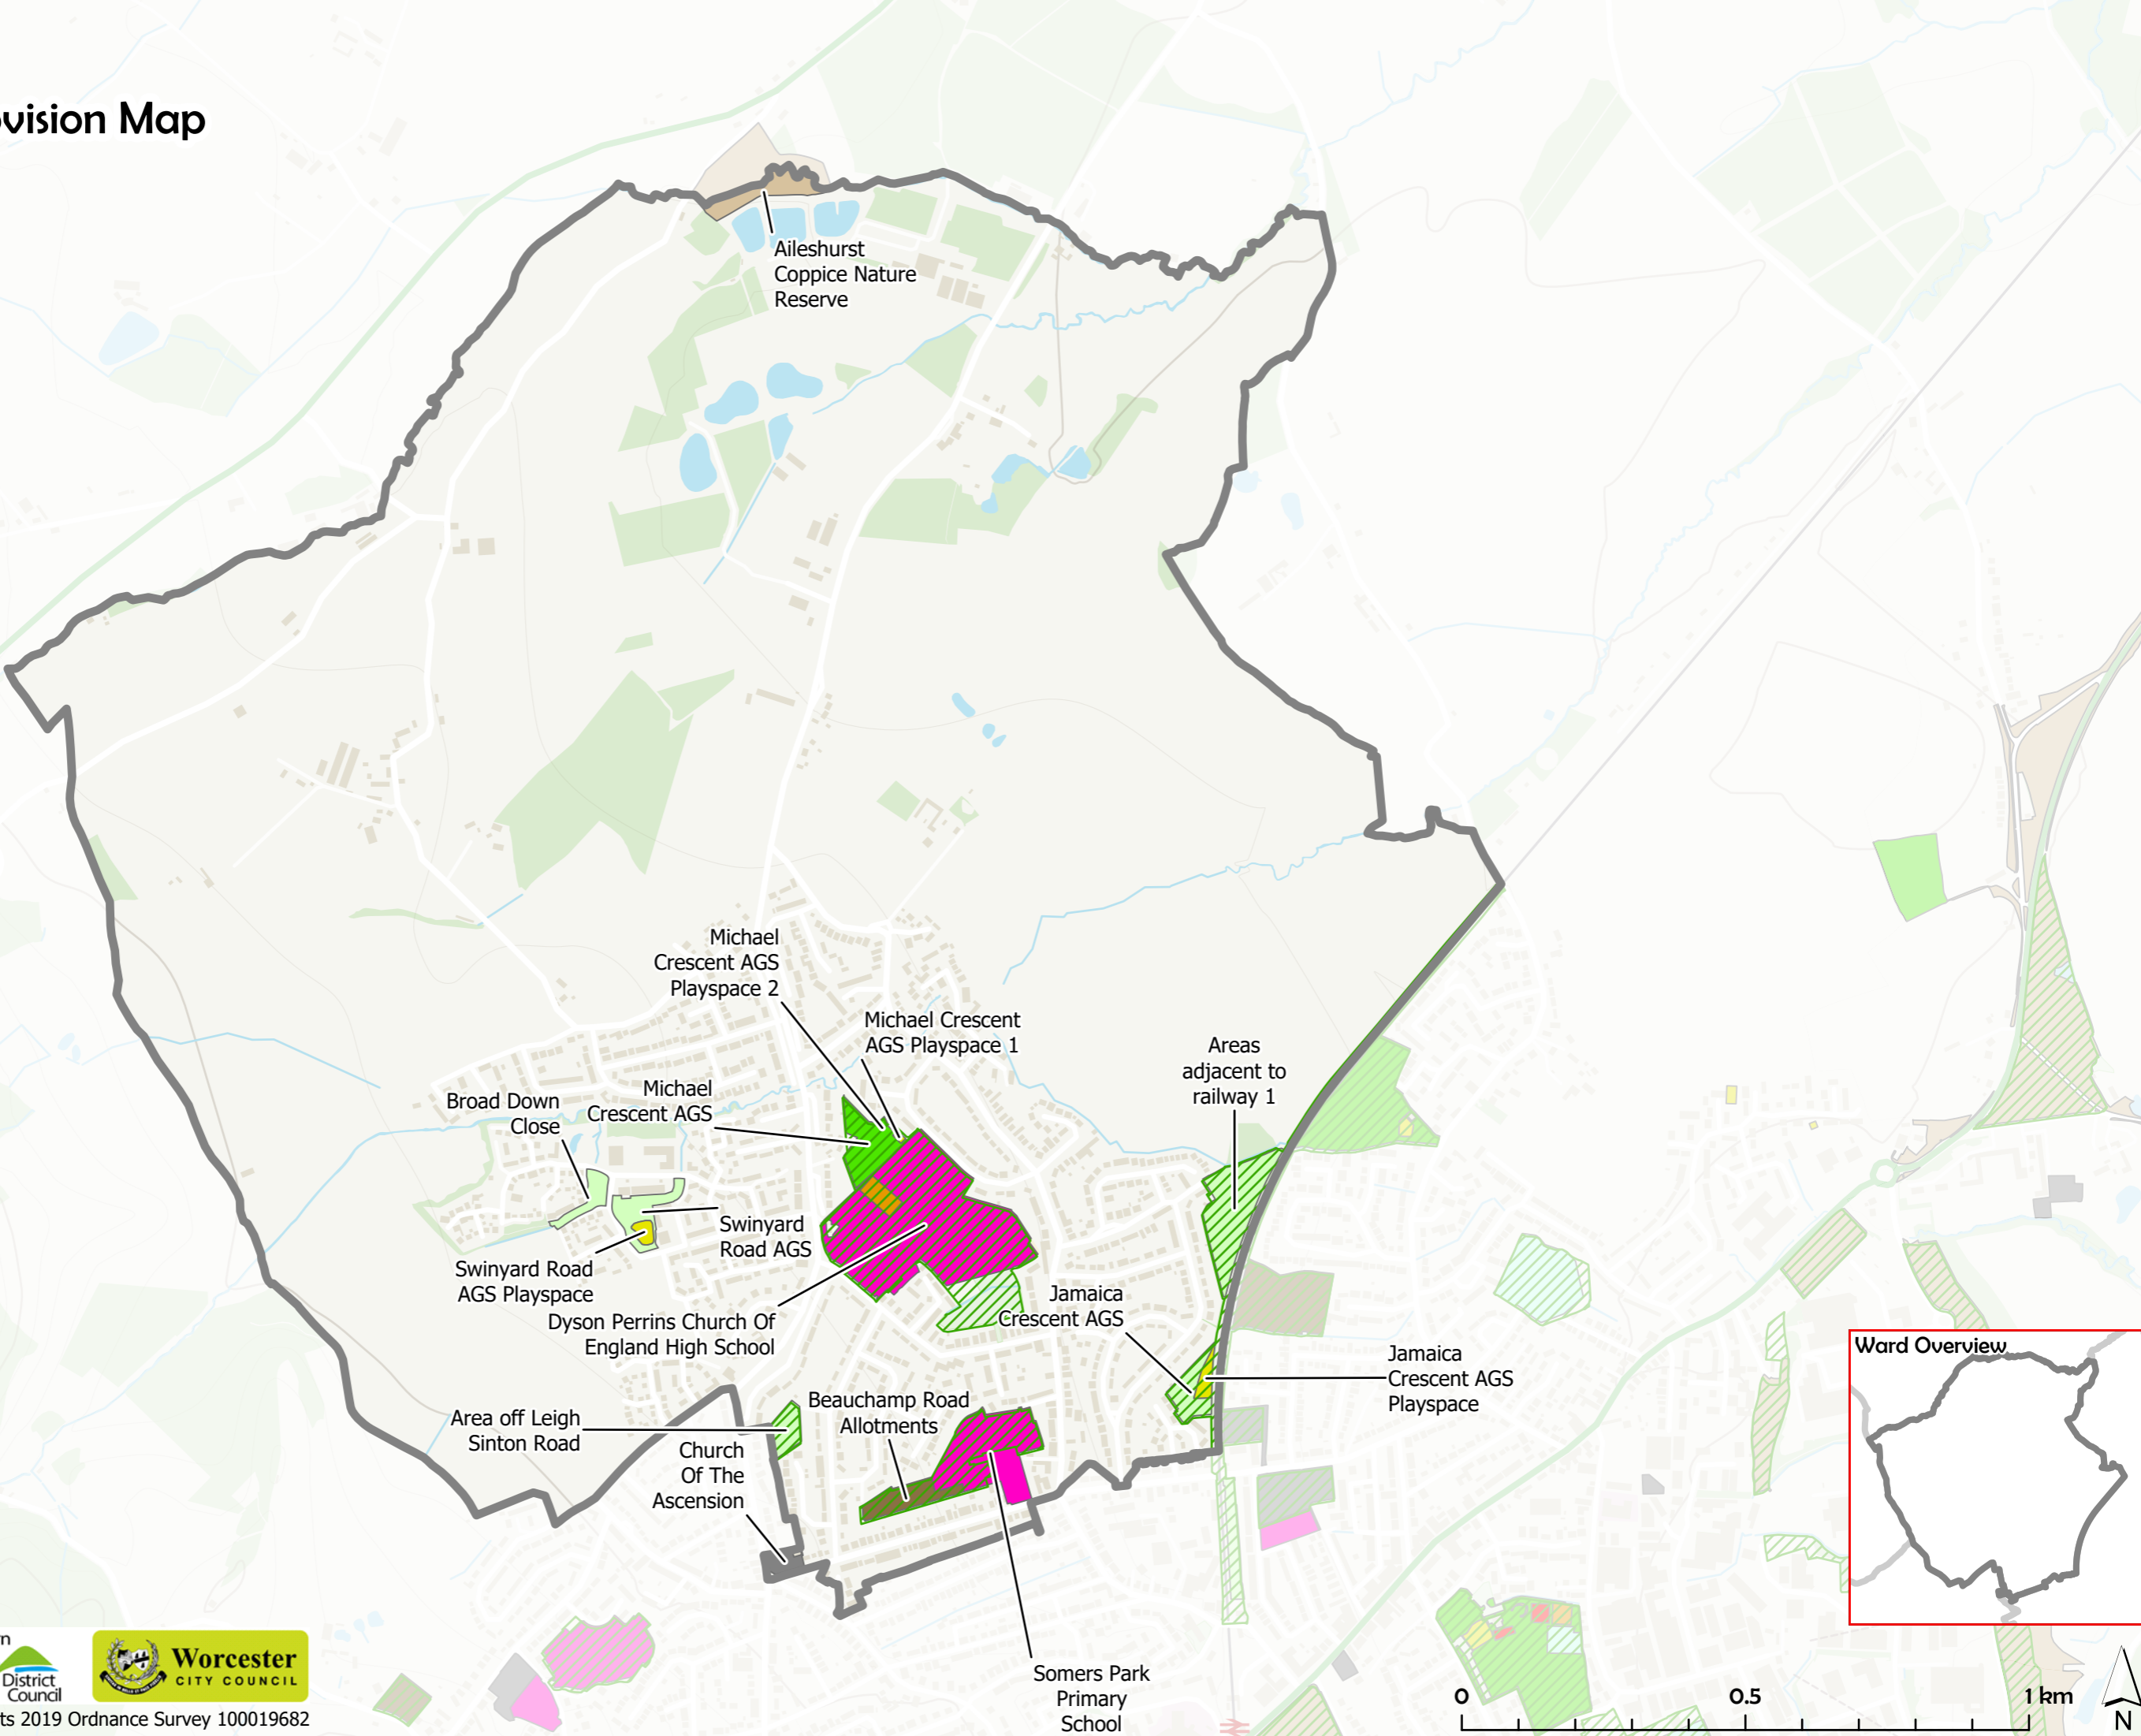 ovision Map
Aileshurst
Coppice Nature
Reserve
Michael
Crescent AGS
Playspace 2
Michael Crescent
AGS Playspace 1
Areas
adjacent to
railway 1
Michael
Crescent AGS
Broad Down
Close
Swinyard
Road AGS
Swinyard Road
AGS Playspace
Dyson Perrins Church Of
England High School
Jamaica
Crescent AGS
Jamaica
Crescent AGS
Playspace
Beauchamp Road
Allotments
Area off Leigh
Sinton Road
Church
Of The
Ascension
Somers Park
Primary
School
Ward Overview
n
District
Council
Worcester
CITY COUNCIL
ts 2019 Ordnance Survey 100019682
0 0.5 1 km
N